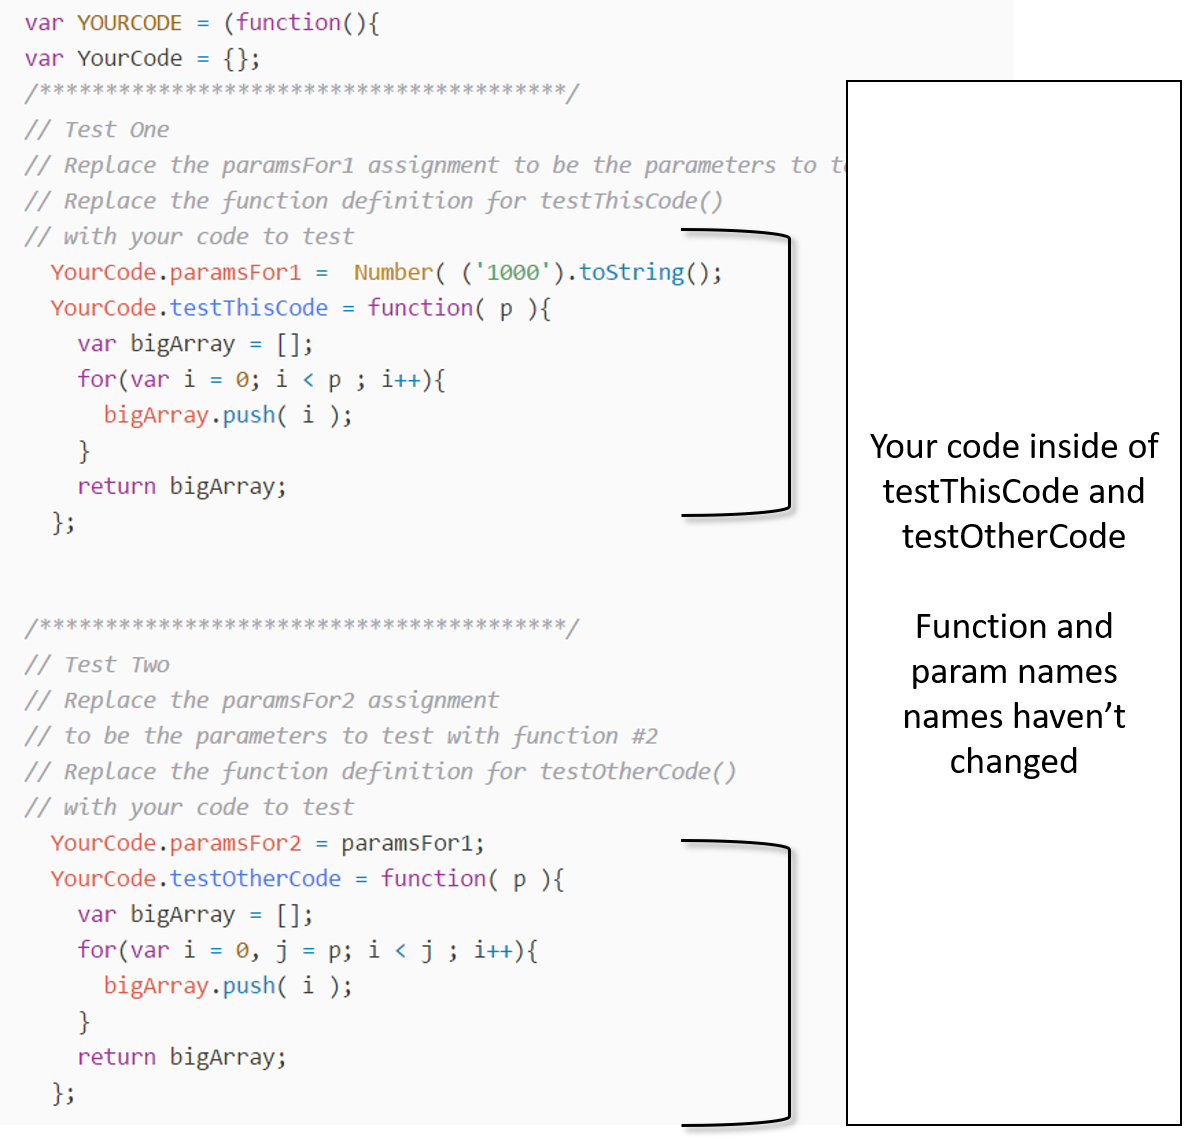 var YOURCODE = (function(){
var YourCode = {};
/****************************************/
// Test One
// Replace the paramsFor1 assignment to be the parameters to
// Replace the function definition for testThisCode()
// with your code to test
YourCode.paramsFor1 =  Number( ('1000').toString();
YourCode.testThisCode = function( p ){
var bigArray = [];
for(var i = 0; i < p ; i++){
bigArray.push( i );
}
return bigArray;
};
/****************************************/
// Test Two
// Replace the paramsFor2 assignment
// to be the parameters to test with function #2
// Replace the function definition for testOtherCode()
// with your code to test
YourCode.paramsFor2 = paramsFor1;
YourCode.testOtherCode = function( p ){
var bigArray = [];
for(var i = 0, j = p; i < j ; i++){
bigArray.push( i );
}
return bigArray;
};
Your code inside of
testThisCode and
testOtherCode
Function and
param names
names haven’t
changed